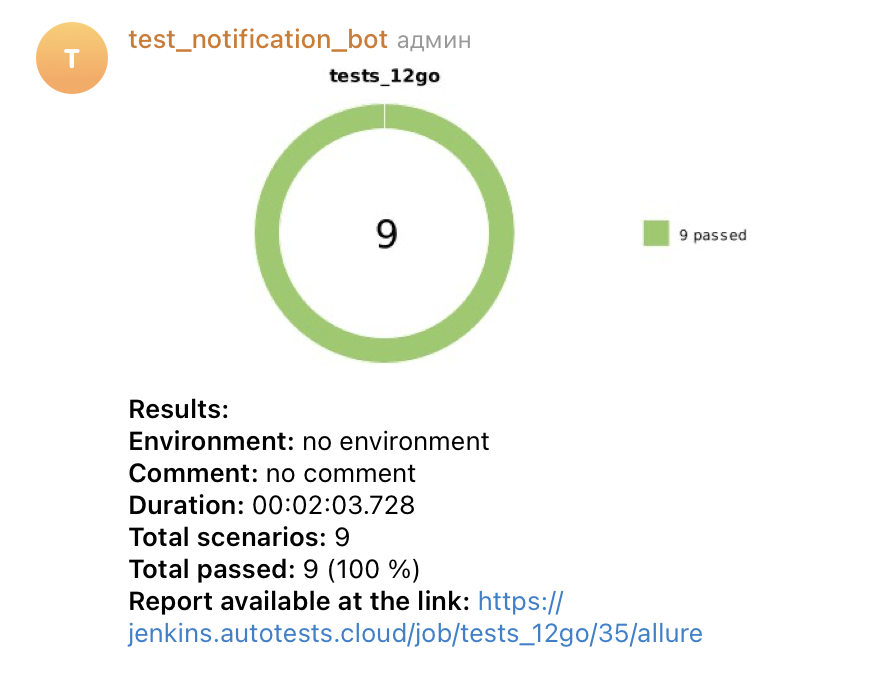 T
test_notification_bot админ
tests_12go
9
9 passed
Results:
Environment: no environment
Comment: no comment
Duration: 00:02:03.728
Total scenarios: 9
Total passed: 9 (100 %)
Report available at the link: https://
jenkins.autotests.cloud/job/tests_12go/35/allure